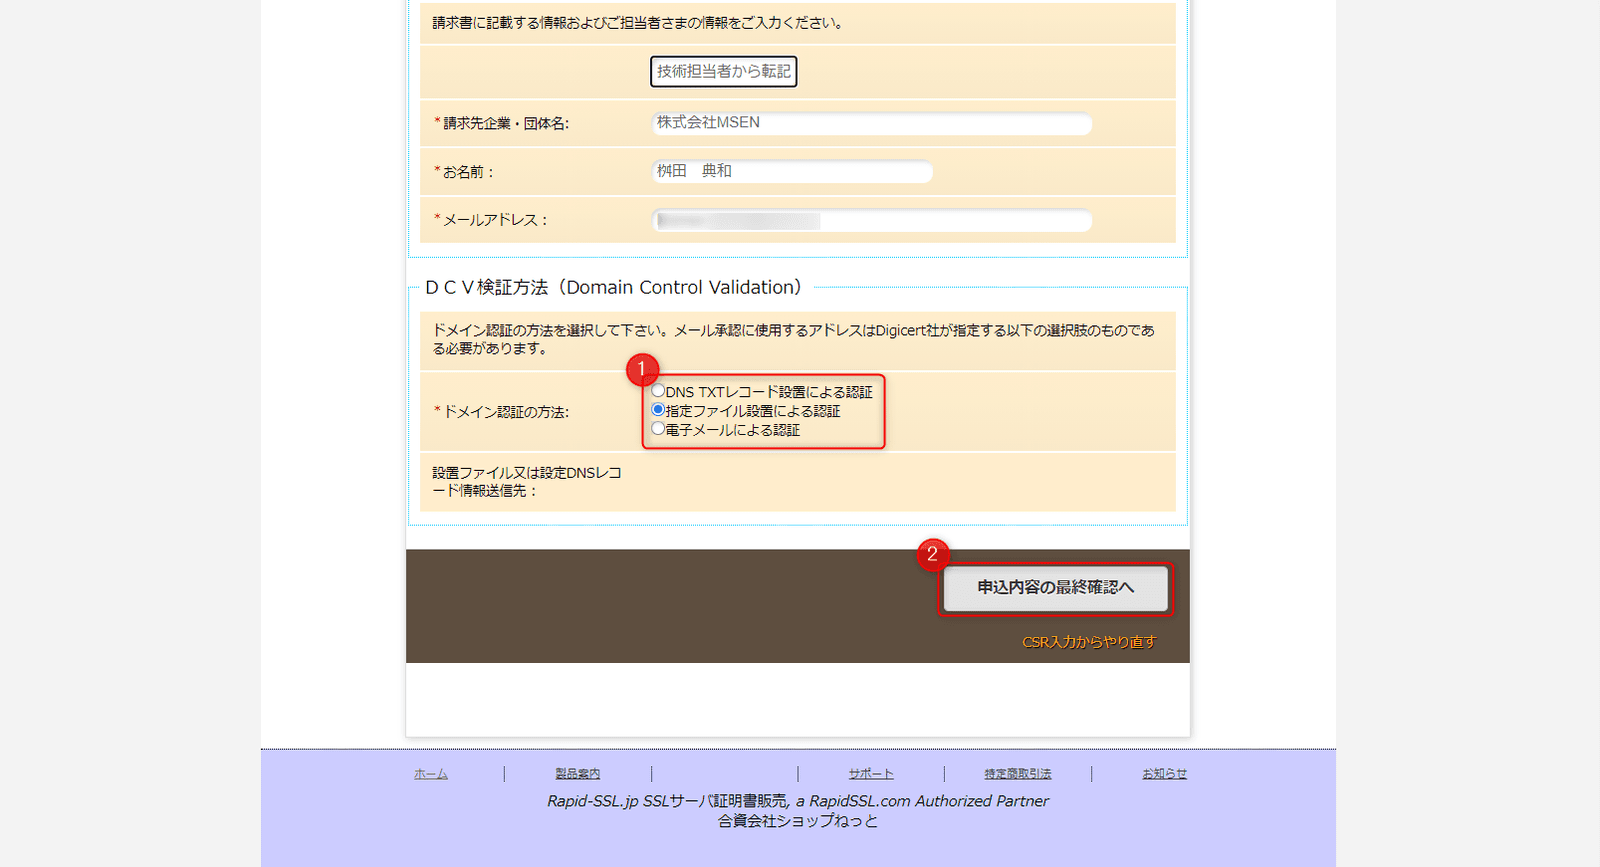 請求書に記載する情報およびご担当者さまの情報をご入力ください。
技術担当者から転記
*請求先企業・団体名:
株式会社MSEN
*お名前：
桝田　典和
*メールアドレス：
ＤＣＶ検証方法（Domain Control Validation）
ドメイン認証の方法を選択して下さい。メール承認に使用するアドレスはDigicert社が指定する以下の選択肢のものであ
る必要があります。
1
DNS TXTレコード設置による認証
*ドメイン認証の方法:
指定ファイル設置による認証
電子メールによる認証
設置ファイル又は設定DNSレコ
ード情報送信先：
2
申込内容の最終確認へ
CSR入力からやり直す
ホーム | 製品案内 | | サポート | 特定商取引法 | お知らせ
Rapid-SSL.jp SSLサーバ証明書販売, a RapidSSL.com Authorized Partner
合資会社ショップねっと